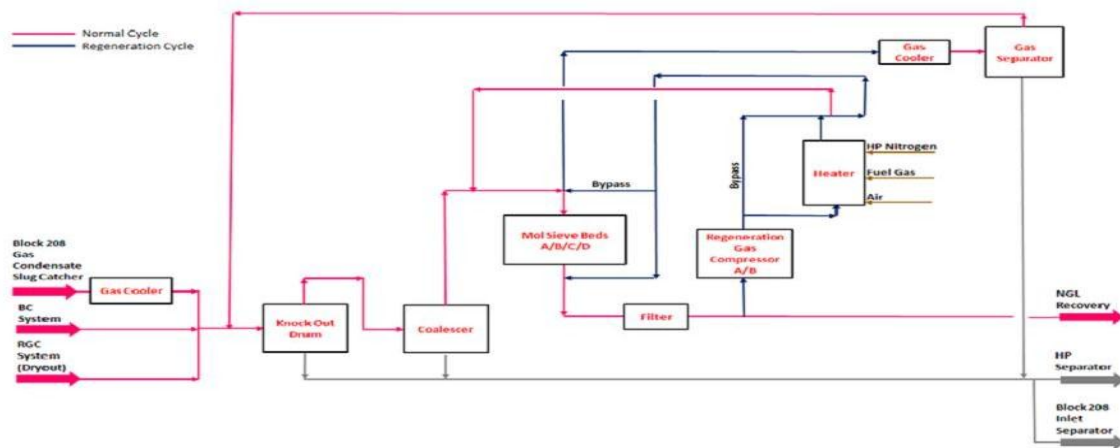 Normal Cycle
Regeneration Cycle
Gas
Cooler
Gas
Separator
HP Nitrogen
Heater
Fuel Gas
Bypass
Air
Bypass
Mol Sieve Beds
A/B/C/D
Regeneration
Gas
Compressor
A/B
Block 208
Gas
Condensate
Slug Catcher
Gas Cooler
BC
System
RGC
System
(Dryout)
Knock Out
Drum
Coalescer
Filter
NGL
Recovery
HP
Separator
Block 208
Inlet
Separator